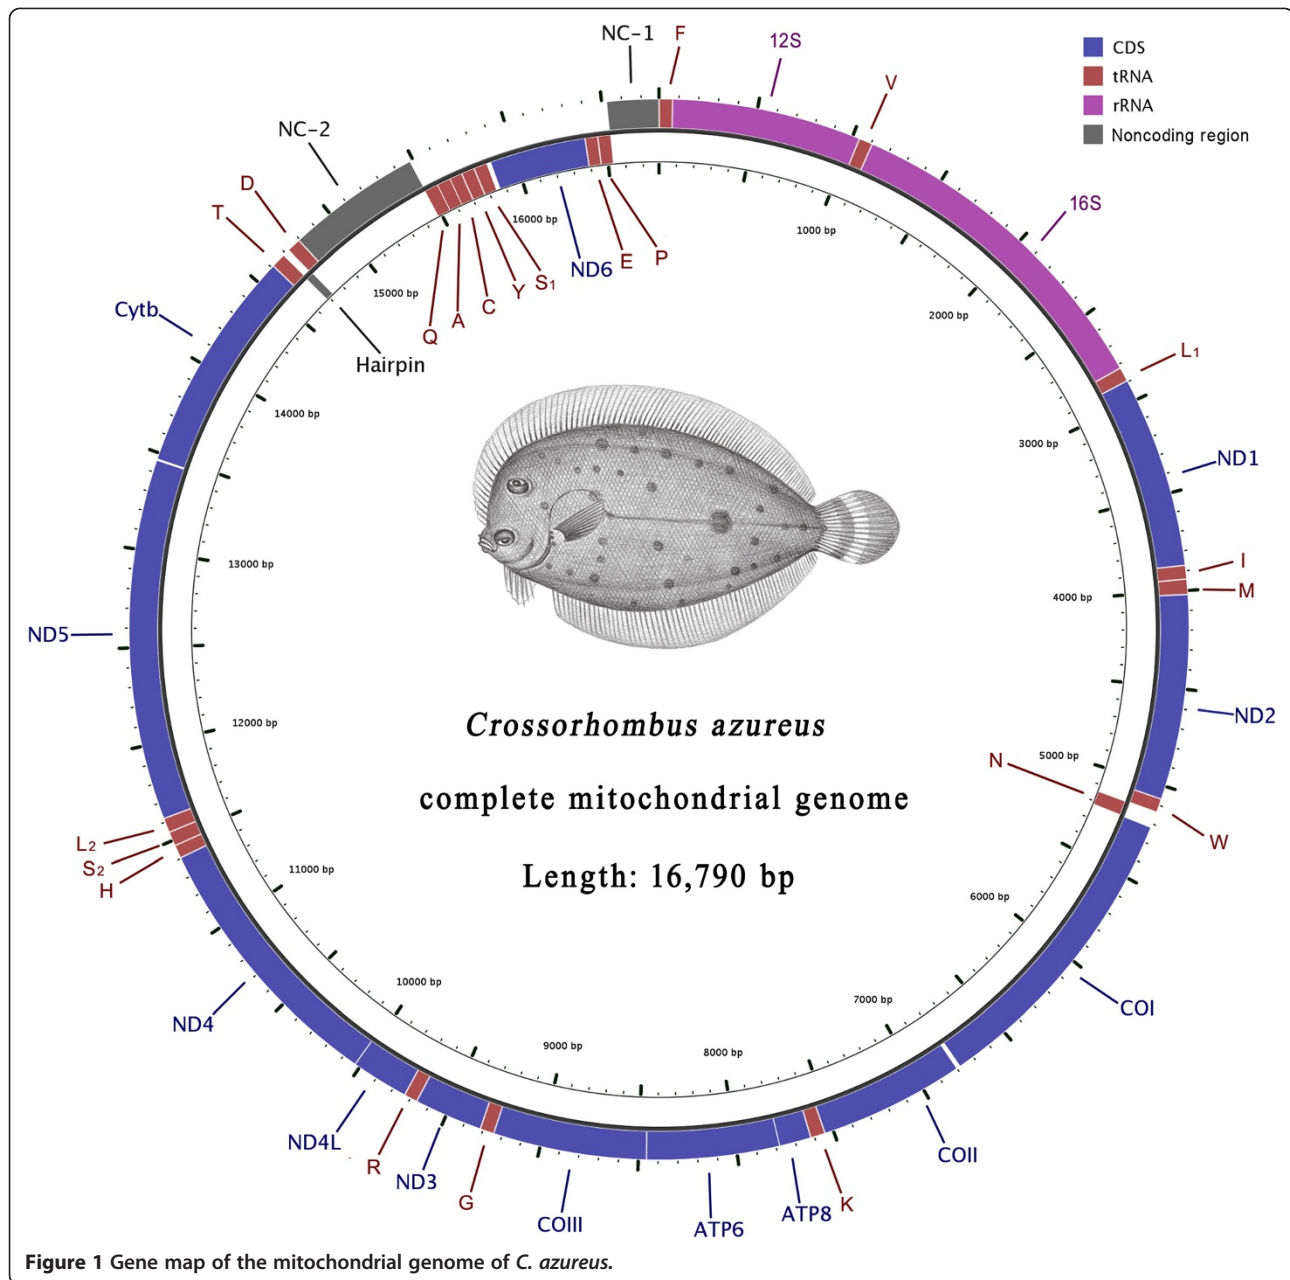 NC-1
F
12S
V
16S
L1
ND1
I
M
ND2
W
N
COI
COII
K
ATP8
ATP6
COIII
G
ND3
R
ND4L
ND4
H
S2
L2
ND5
Cytb
T
D
NC-2
Hairpin
Q
A
C
Y
S1
ND6
E
P
CDS
tRNA
rRNA
Noncoding region
1000 bp
2000 bp
3000 bp
4000 bp
5000 bp
6000 bp
7000 bp
8000 bp
9000 bp
10000 bp
11000 bp
12000 bp
13000 bp
14000 bp
15000 bp
16000 bp
Crossorhombus azureus
complete mitochondrial genome
Length: 16,790 bp
Figure 1 Gene map of the mitochondrial genome of C. azureus.